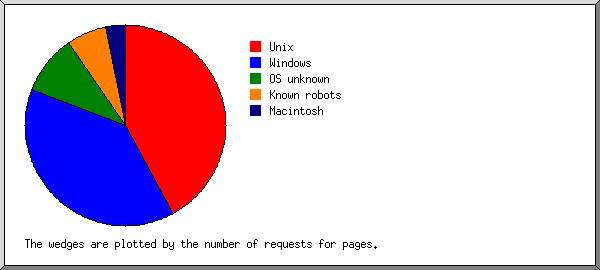 Unix
Windows
OS unknown
Known robots
Macintosh
The wedges are plotted by the number of requests for pages.